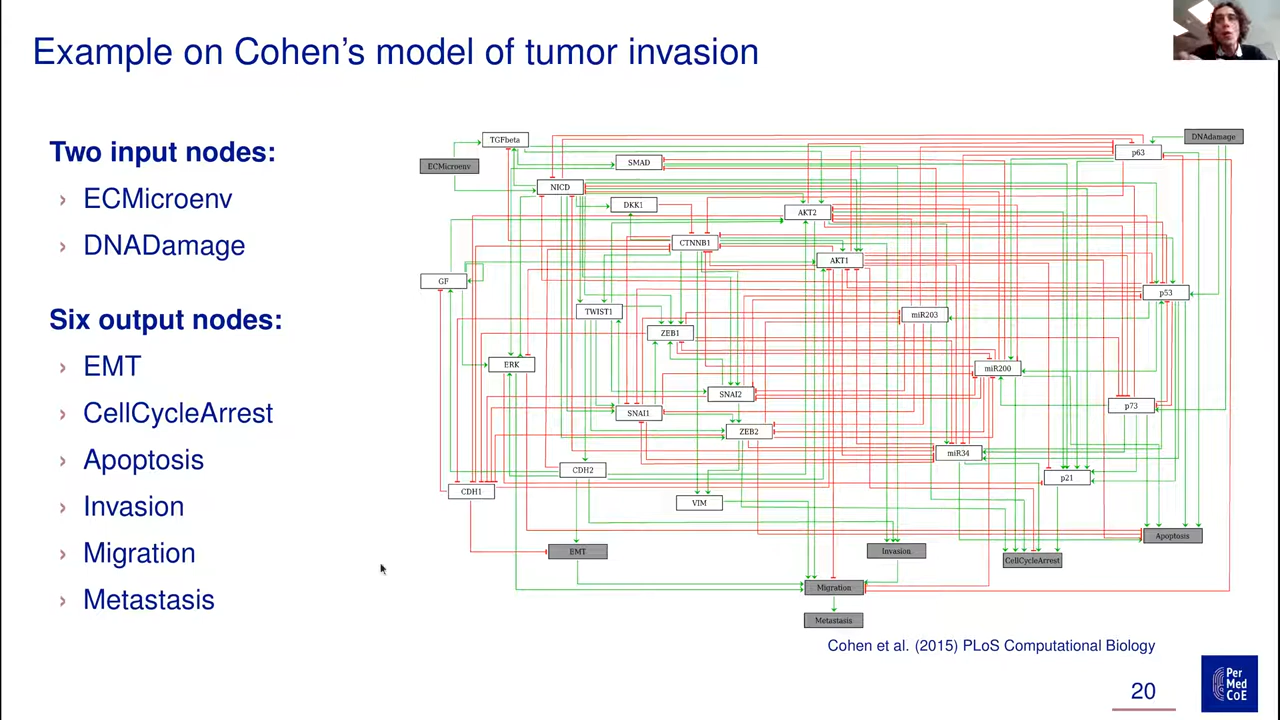 Example on Cohen's model of tumor invasion
Two input nodes:
› ECMicroenv
› DNADamage
Six output nodes:
› EMT
› CellCycleArrest
› Apoptosis
› Invasion
› Migration
› Metastasis
TGFbeta
DNAdamage
ECMicroenv
SMAD
p63
NICD
DKK1
AKT2
CTNNB1
AKT1
GF
p53
TWIST1
miR203
ZEB1
ERK
miR200
SNAI2
p73
SNAI1
ZEB2
miR34
CDH2
p21
CDH1
VIM
Apoptosis
EMT
Invasion
CellCycleArrest
Migration
Metastasis
Cohen et al. (2015) PLoS Computational Biology
20
Per
Med
CoE